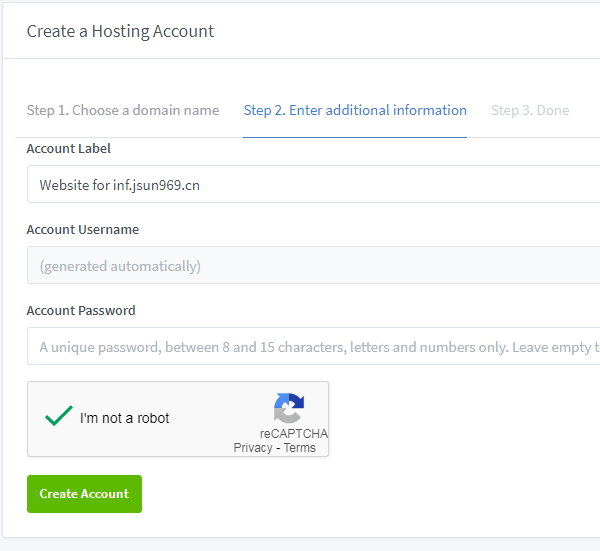 Create a Hosting Account
Step 1. Choose a domain name Step 2. Enter additional information Step 3. Done
Account Label
Website for inf.jsun969.cn
Account Username
(generated automatically)
Account Password
A unique password, between 8 and 15 characters, letters and numbers only. Leave empty t
I'm not a robot
reCAPTCHA
Privacy - Terms
Create Account